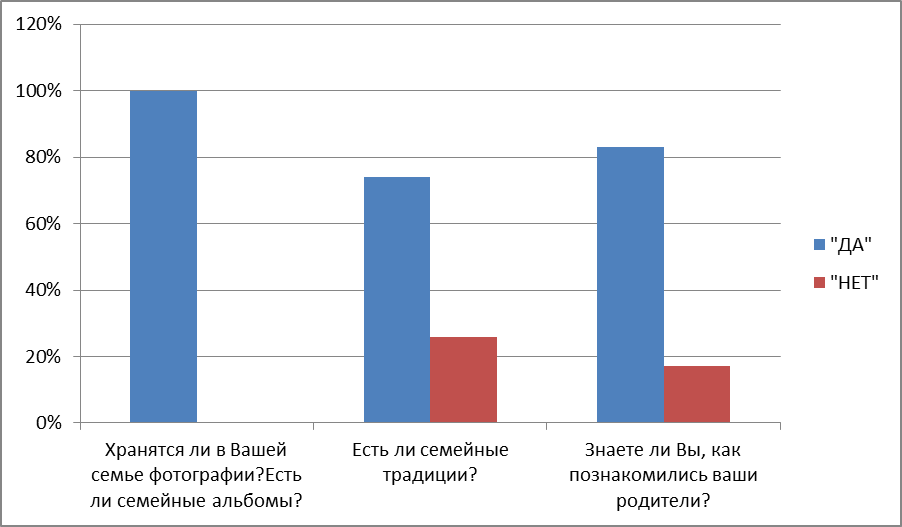 120%
100%
80%
60%
40%
20%
0%
Хранятся ли в Вашей
семье фотографии?Есть
ли семейные альбомы?
Есть ли семейные
традиции?
Знаете ли Вы, как
познакомились ваши
родители?
"ДА"
"НЕТ"